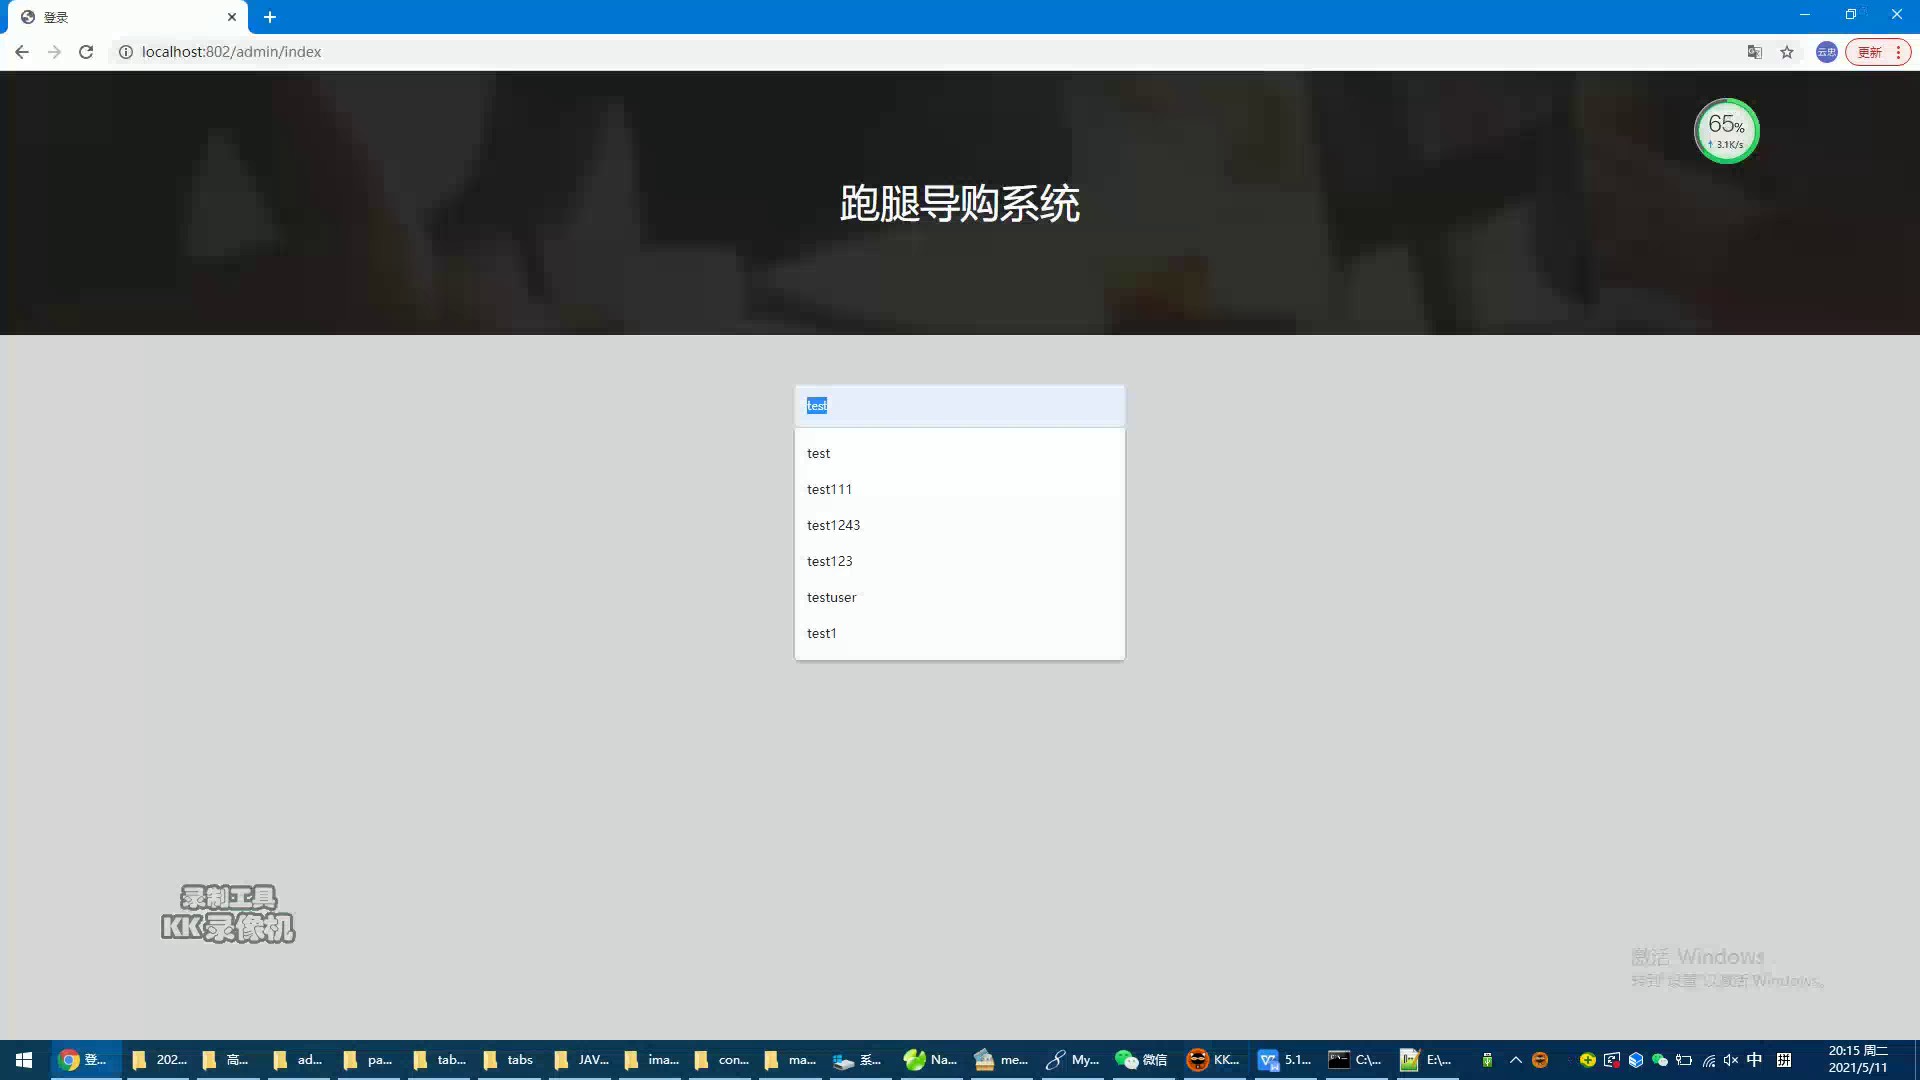 登录
localhost:802/admin/index
更新
65%
3.1K/s
跑腿导购系统
test
test
test111
test1243
test123
testuser
test1
录制工具
KK录像机
激活 Windows
转到"设置"以激活 Windows。
登... 202... 高... ad... pa... tab... tabs JAV... ima... con... ma... 系... Na... me... My... 微信 KK... 5.1... C:\... E:\... 中 拼
20:15 周二
2021/5/11